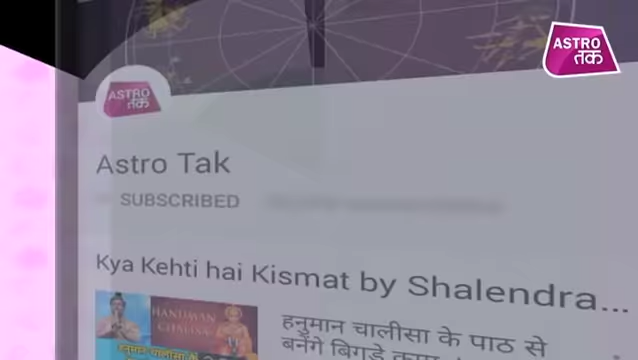 ASTRO
तक
ASTRO
तक
Astro Tak
SUBSCRIBED
Kya Kehti hai Kismat by Shalendra...
HANUMAN
CHALISA
हनुमान चालीसा के पाठ से
बनेंगे बिगड़े काम